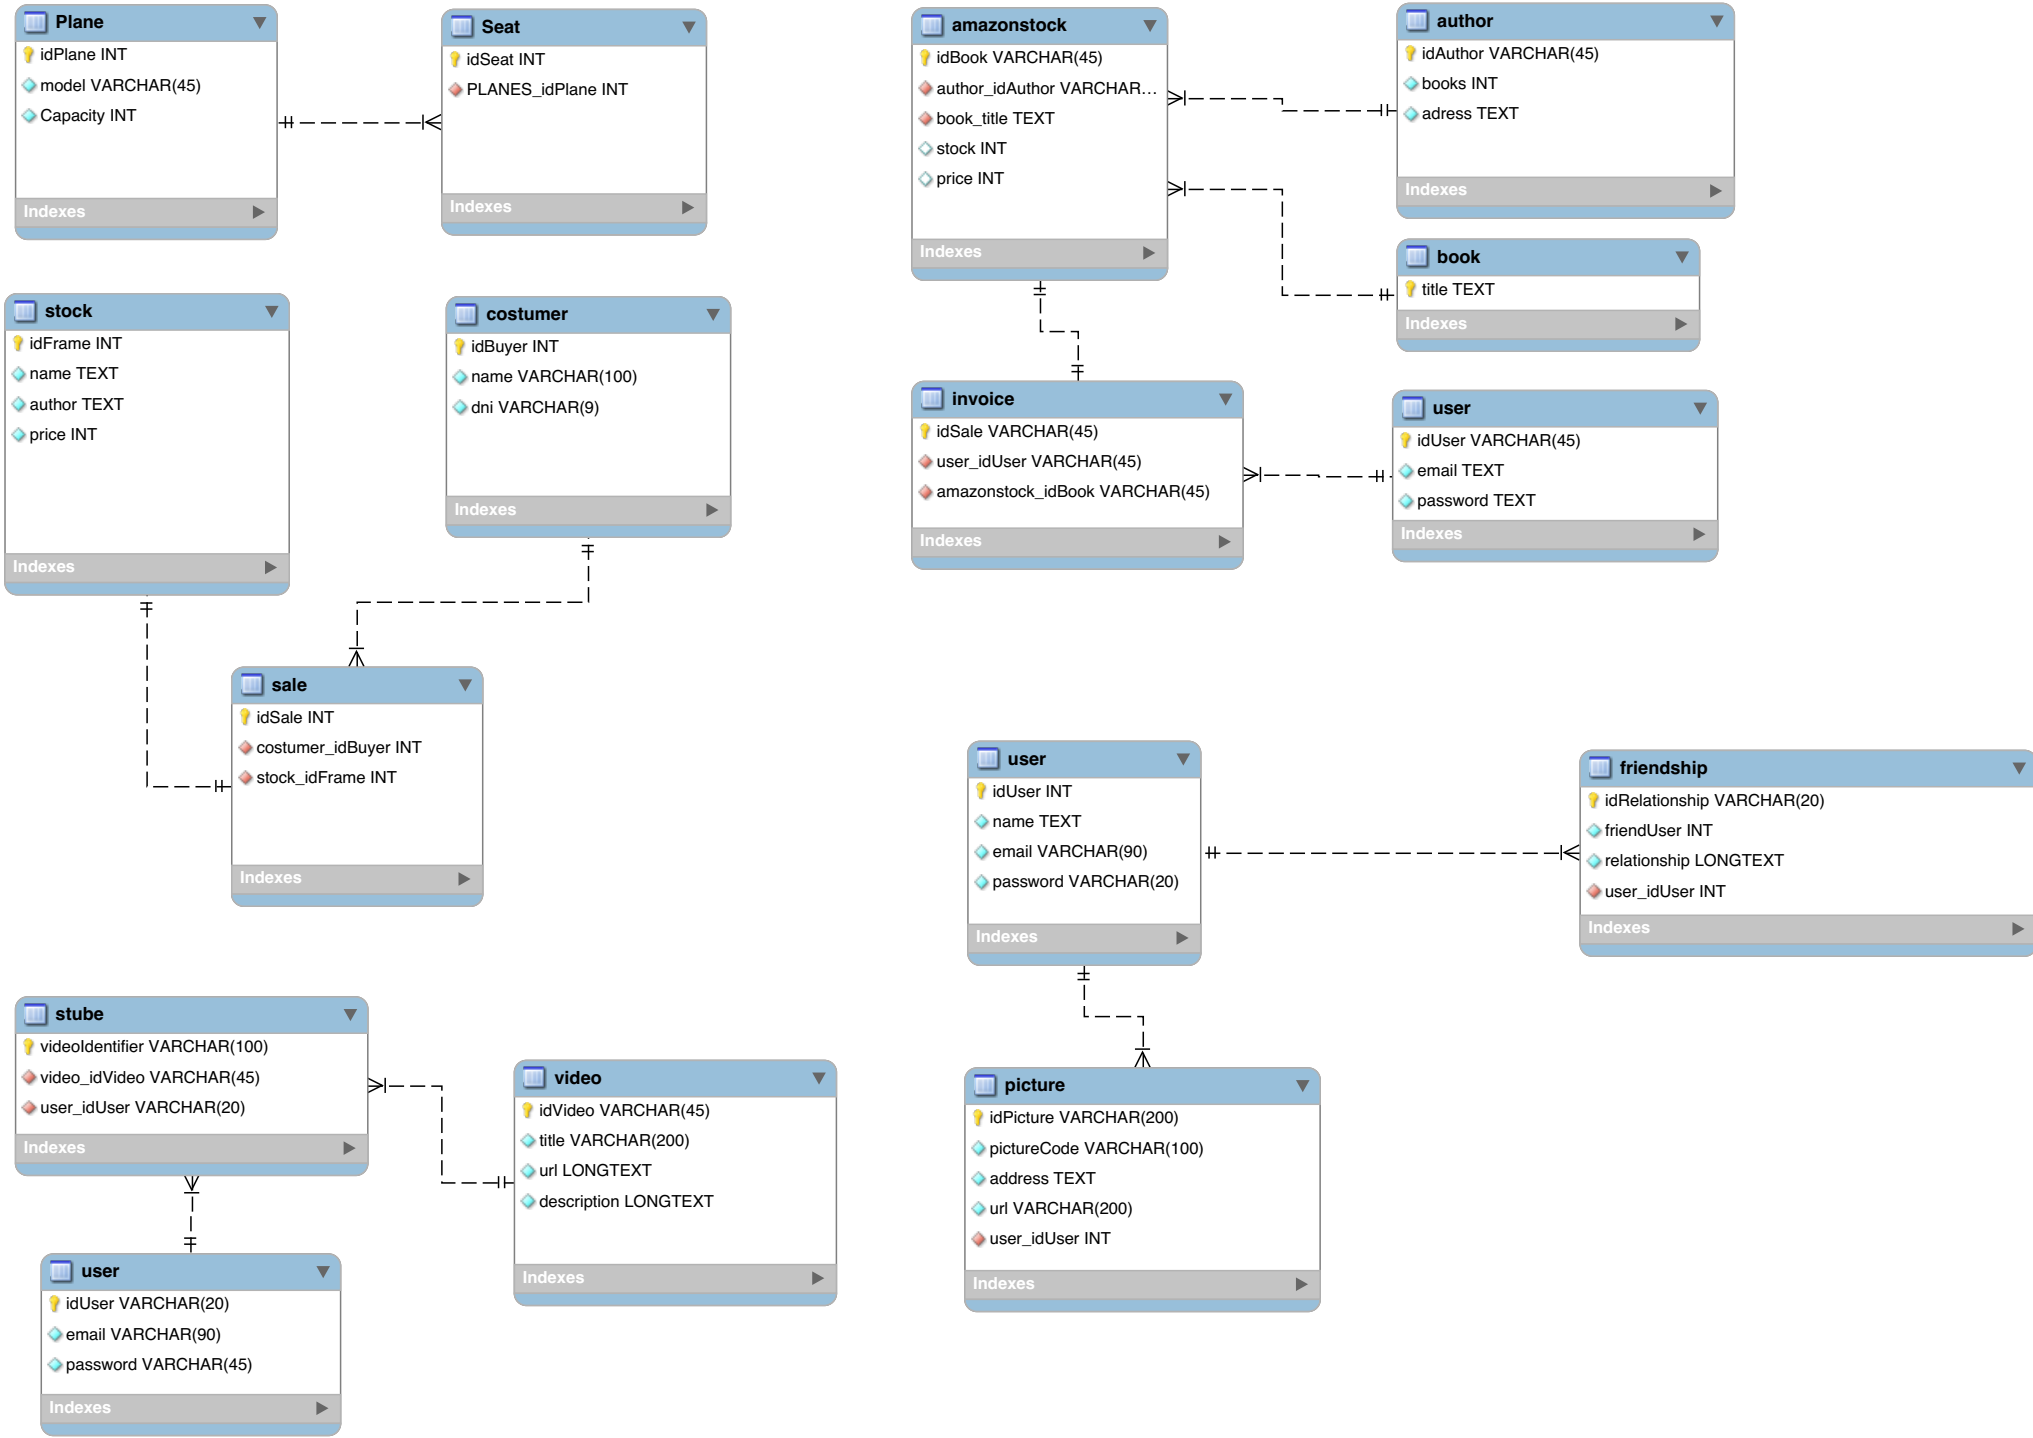 Plane
idPlane INT
model VARCHAR(45)
Capacity INT
Indexes
Seat
idSeat INT
PLANES_idPlane INT
Indexes
amazonstock
idBook VARCHAR(45)
author_idAuthor VARCHAR...
book_title TEXT
stock INT
price INT
Indexes
author
idAuthor VARCHAR(45)
books INT
adress TEXT
Indexes
book
title TEXT
Indexes
stock
idFrame INT
name TEXT
author TEXT
price INT
Indexes
costumer
idBuyer INT
name VARCHAR(100)
dni VARCHAR(9)
Indexes
invoice
idSale VARCHAR(45)
user_idUser VARCHAR(45)
amazonstock_idBook VARCHAR(45)
Indexes
user
idUser VARCHAR(45)
email TEXT
password TEXT
Indexes
sale
idSale INT
costumer_idBuyer INT
stock_idFrame INT
Indexes
user
idUser INT
name TEXT
email VARCHAR(90)
password VARCHAR(20)
Indexes
friendship
idRelationship VARCHAR(20)
friendUser INT
relationship LONGTEXT
user_idUser INT
Indexes
stube
videoIdentifier VARCHAR(100)
video_idVideo VARCHAR(45)
user_idUser VARCHAR(20)
Indexes
video
idVideo VARCHAR(45)
title VARCHAR(200)
url LONGTEXT
description LONGTEXT
Indexes
picture
idPicture VARCHAR(200)
pictureCode VARCHAR(100)
address TEXT
url VARCHAR(200)
user_idUser INT
Indexes
user
idUser VARCHAR(20)
email VARCHAR(90)
password VARCHAR(45)
Indexes